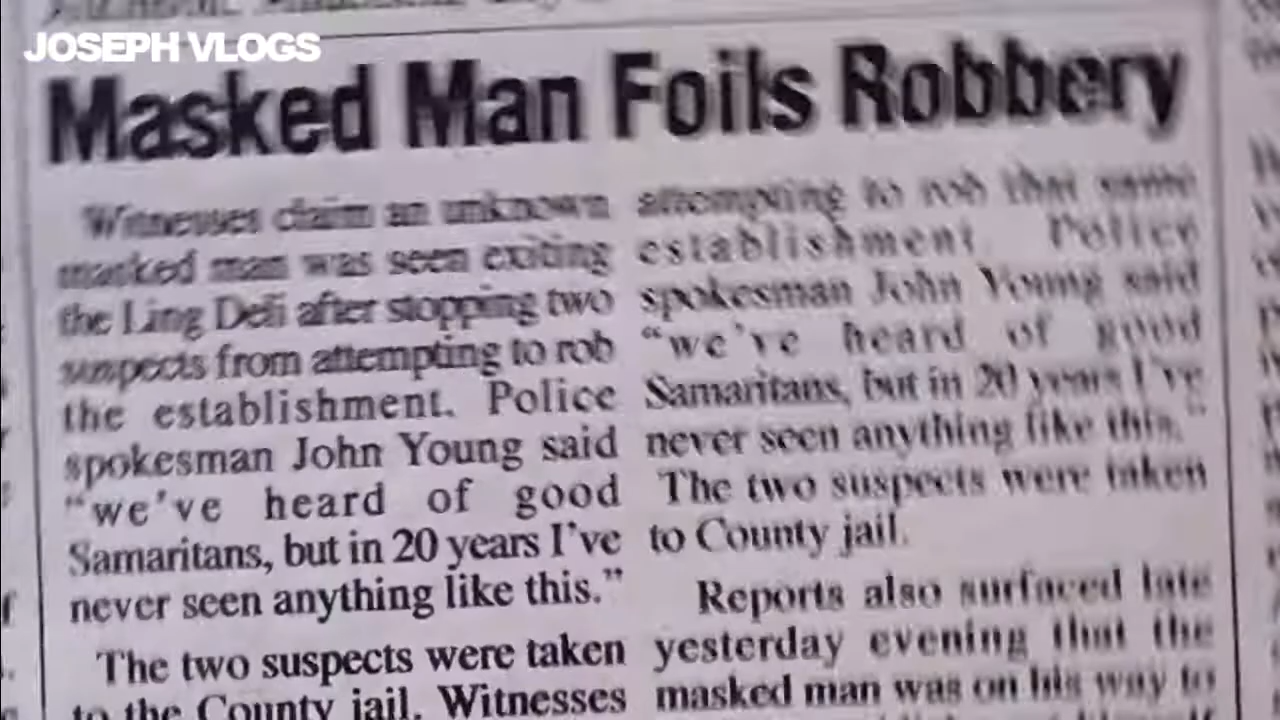 JOSEPH VLOGS
Masked Man Foils Robbery
Witnesses claim an unknown
masked man was seen exiting
the Ling Deli after stopping two
suspects from attempting to rob
the establishment. Police
spokesman John Young said
“we’ve heard of good
Samaritans, but in 20 years I’ve
never seen anything like this.”
The two suspects were taken
to the County jail. Witnesses
attempting to rob that same
establishment. Police
spokesman John Young said
“we’ve heard of good
Samaritans, but in 20 years I’ve
never seen anything like this.”
The two suspects were taken
to County jail.
Reports also surfaced late
yesterday evening that the
masked man was on his way to